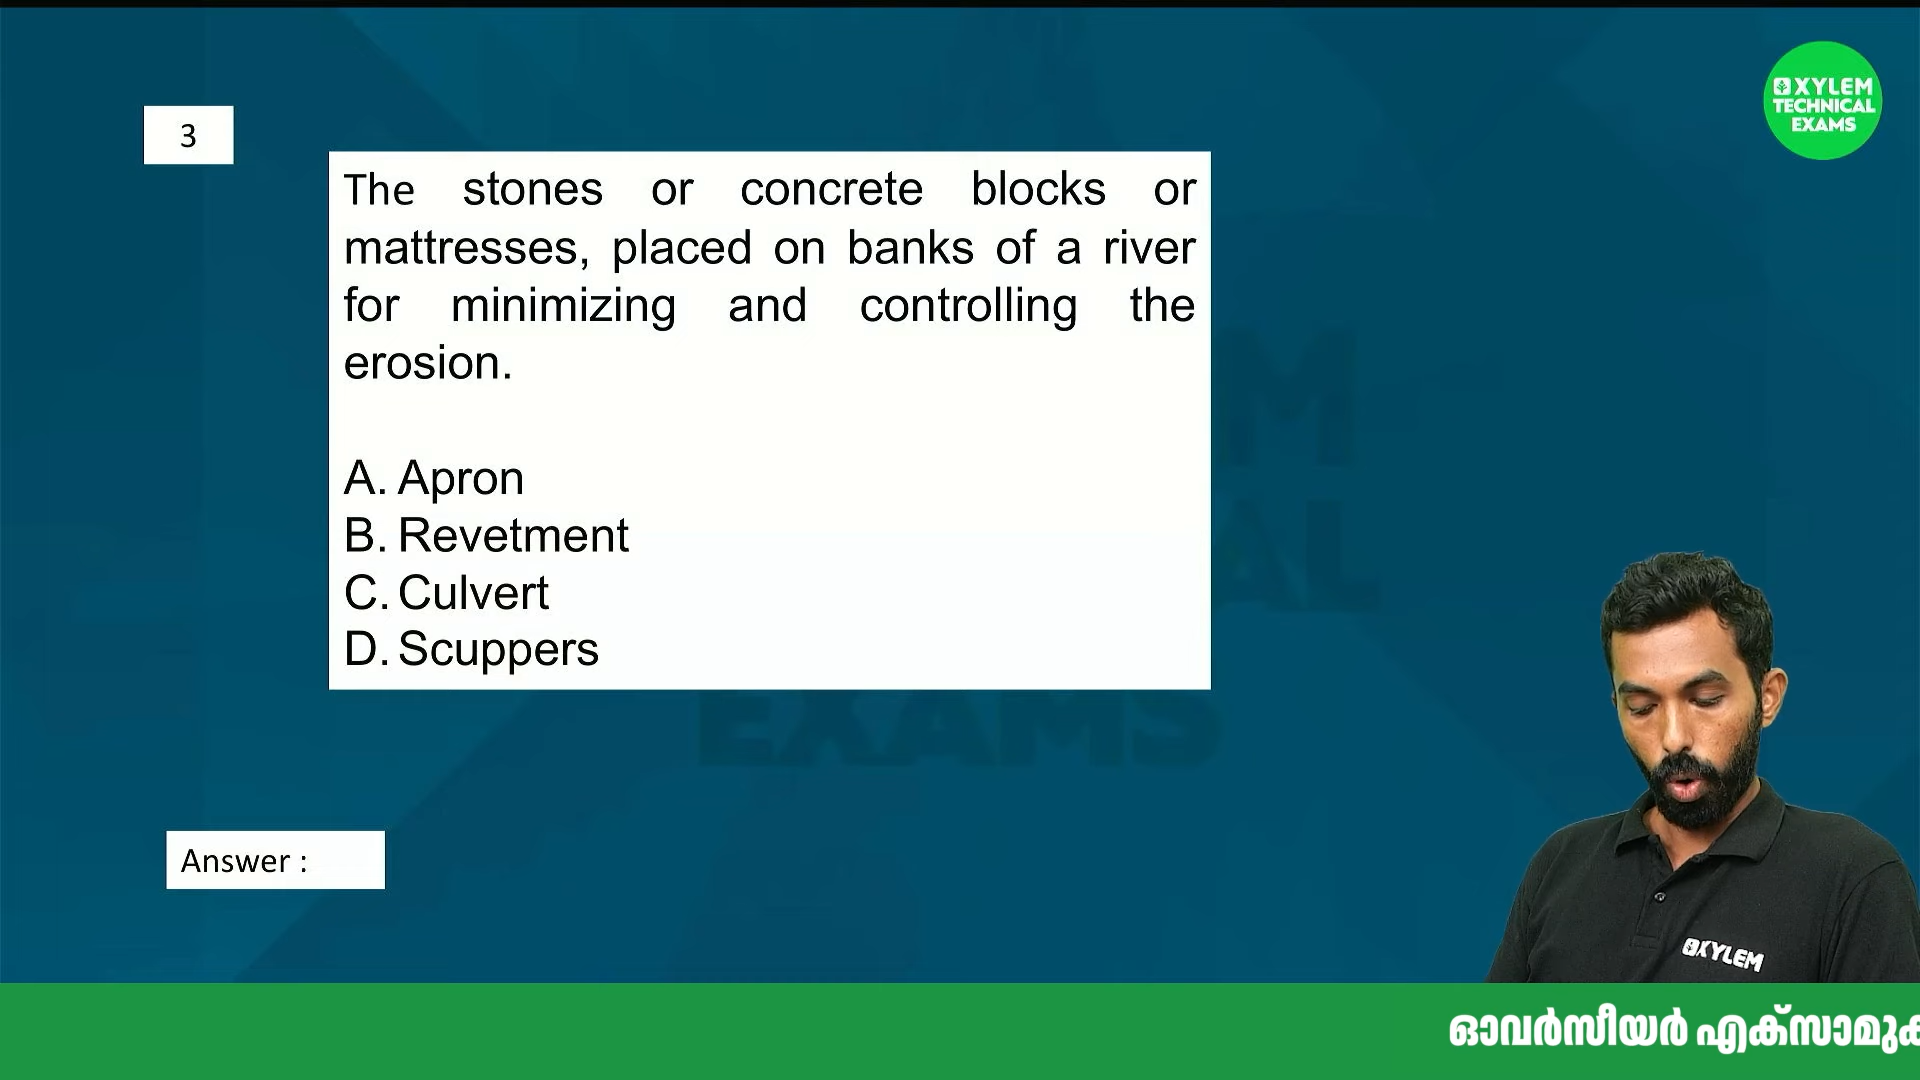 XYLEM
TECHNICAL
EXAMS
3
The stones or concrete blocks or
mattresses, placed on banks of a river
for minimizing and controlling the
erosion.
A. Apron
B. Revetment
C. Culvert
D. Scuppers
EXAMS
Answer :
XYLEM
ഓവർസീയർ